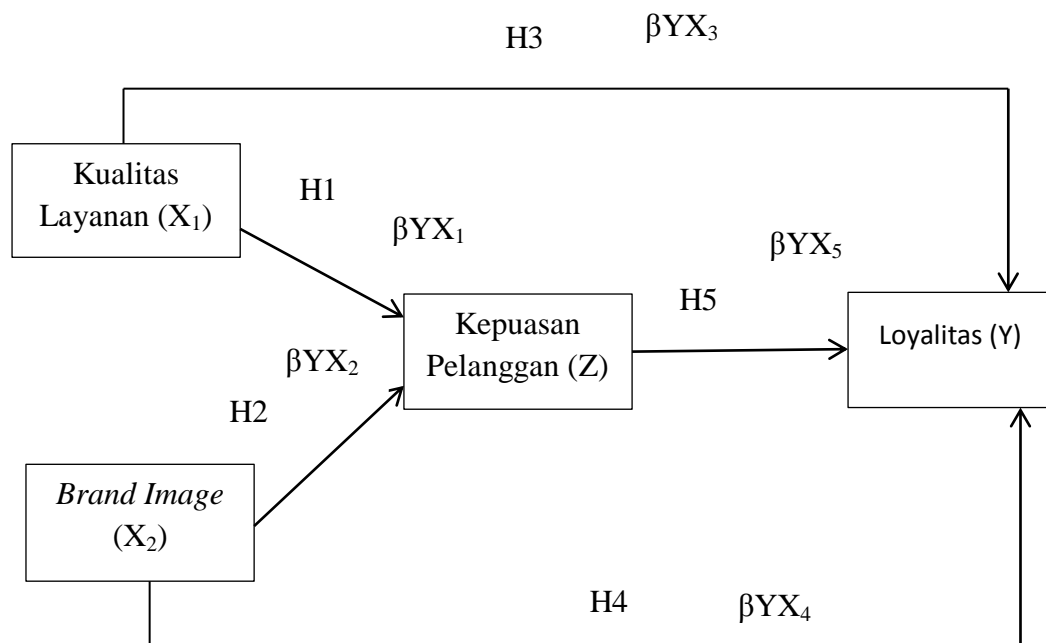 H3 βYX₃
Kualitas
Layanan (X₁)
H1
βYX₁
βYX₅
H5
Kepuasan
Pelanggan (Z)
Loyalitas (Y)
βYX₂
H2
Brand Image
(X₂)
H4 βYX₄